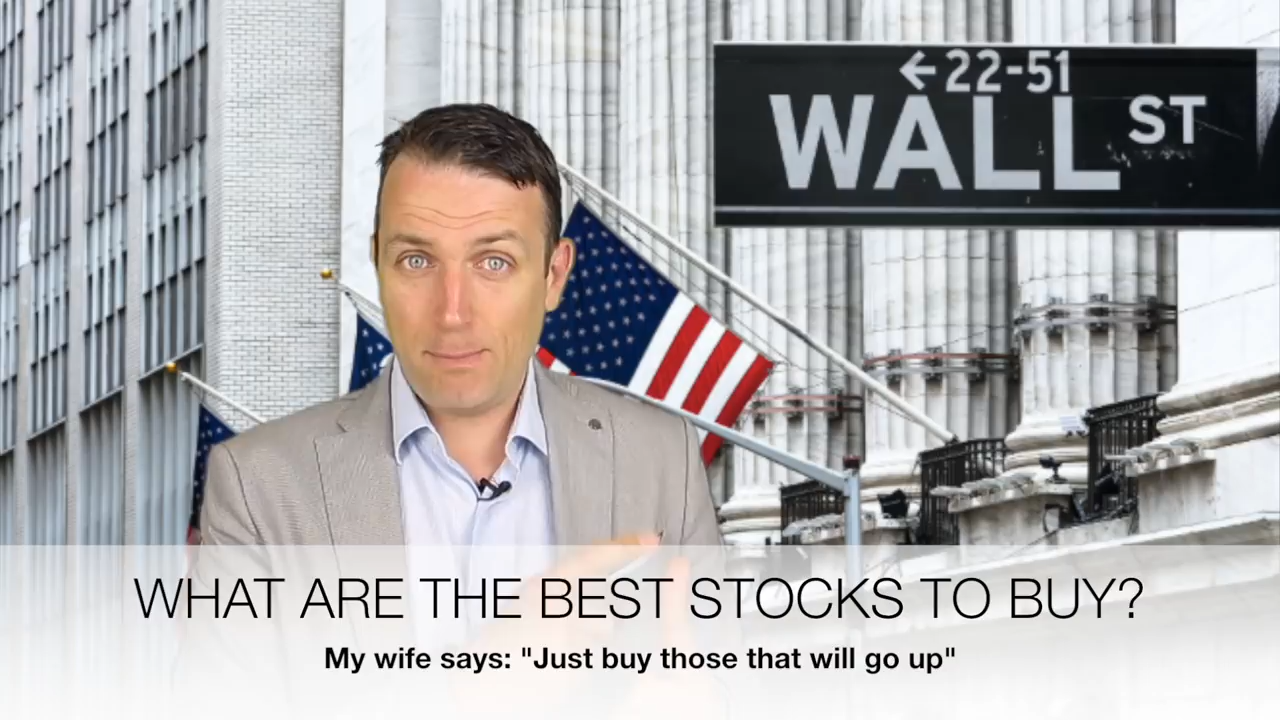 ←22-51
WALL ST
WHAT ARE THE BEST STOCKS TO BUY?
My wife says: "Just buy those that will go up"